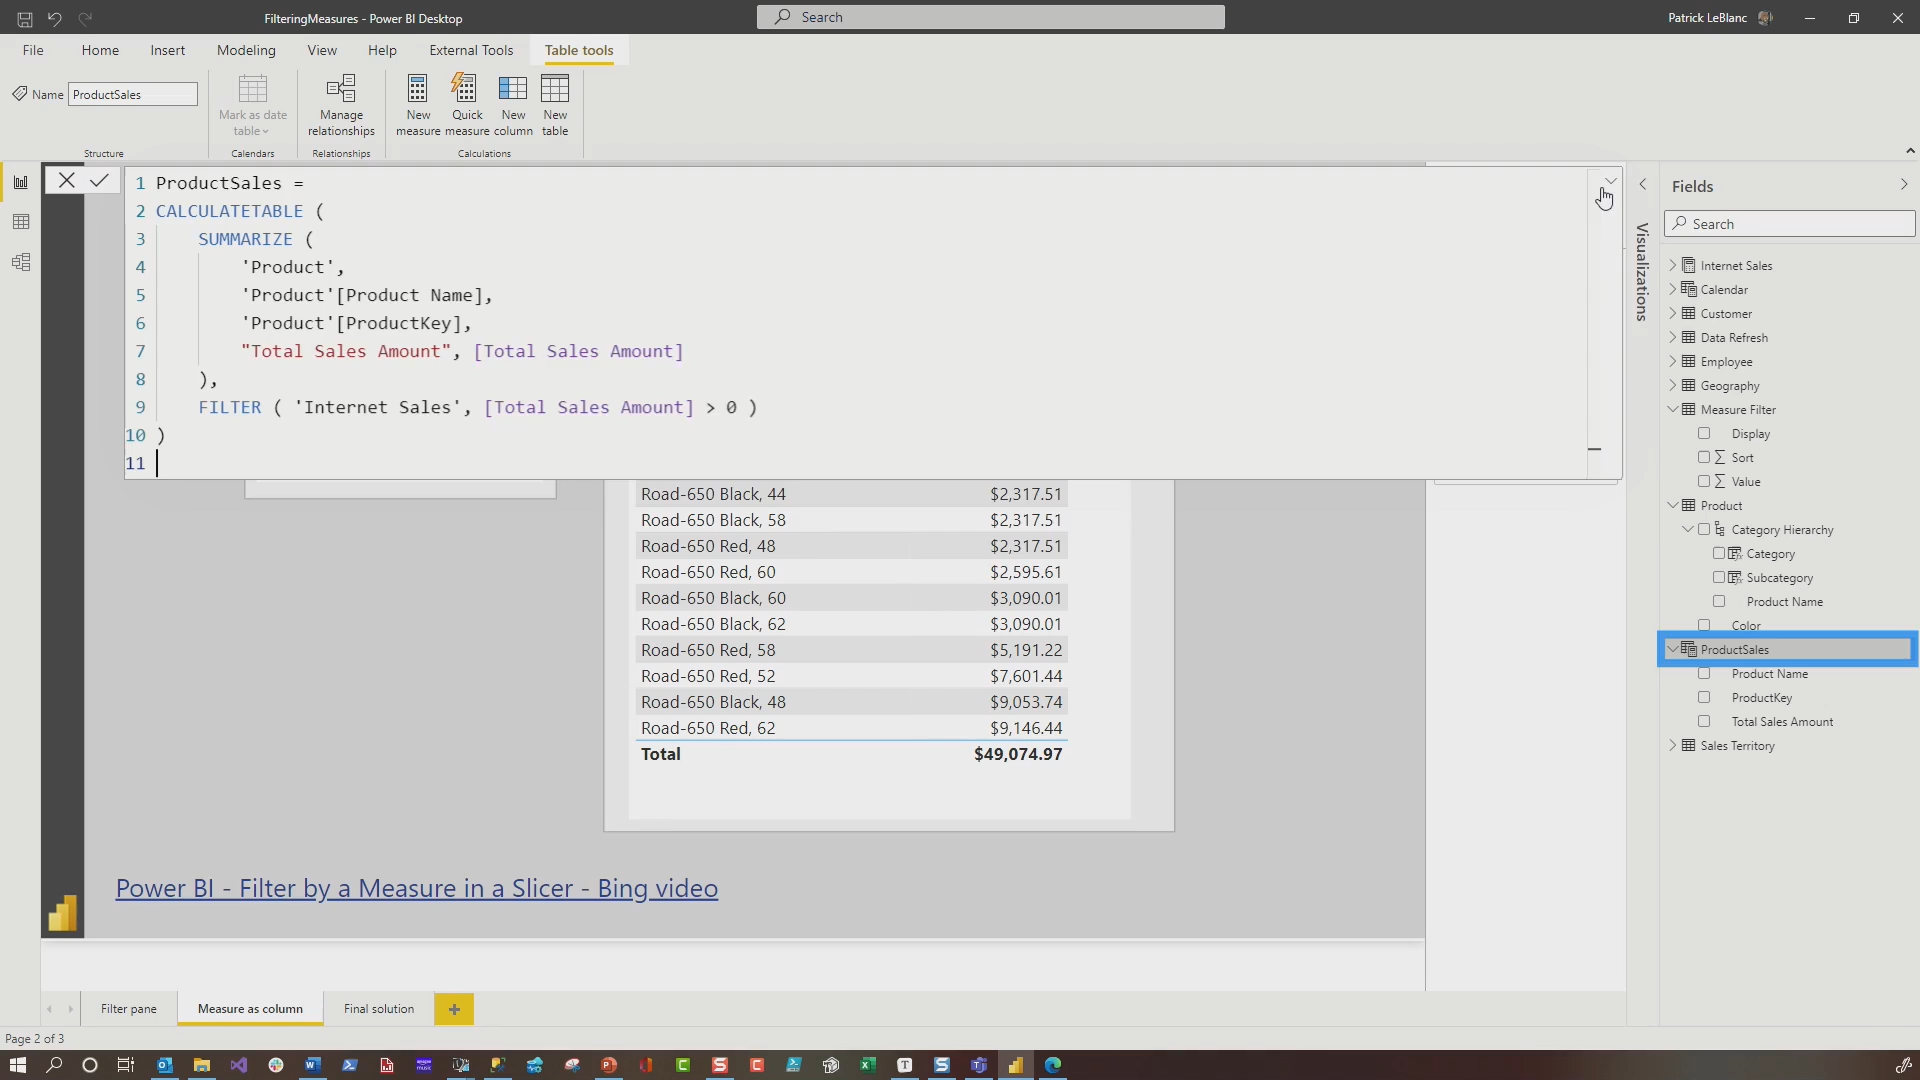 FilteringMeasures - Power BI Desktop
Search
Patrick LeBlanc
File
Home
Insert
Modeling
View
Help
External Tools
Table tools
Name
ProductSales
Mark as date
table
Manage
relationships
New
measure
Quick
measure
New
column
New
table
Structure
Calendars
Relationships
Calculations
1 ProductSales =
2 CALCULATETABLE (
3 SUMMARIZE (
4 'Product',
5 'Product'[Product Name],
6 'Product'[ProductKey],
7 "Total Sales Amount", [Total Sales Amount]
8 ),
9 FILTER ( 'Internet Sales', [Total Sales Amount] > 0 )
10 )
11
Road-650 Black, 44 $2,317.51
Road-650 Black, 58 $2,317.51
Road-650 Red, 48 $2,317.51
Road-650 Red, 60 $2,595.61
Road-650 Black, 60 $3,090.01
Road-650 Black, 62 $3,090.01
Road-650 Red, 58 $5,191.22
Road-650 Red, 52 $7,601.44
Road-650 Black, 48 $9,053.74
Road-650 Red, 62 $9,146.44
Total $49,074.97
Power BI - Filter by a Measure in a Slicer - Bing video
Visualizations
Fields
Search
Internet Sales
Calendar
Customer
Data Refresh
Employee
Geography
Measure Filter
Display
Sort
Value
Product
Category Hierarchy
Category
Subcategory
Product Name
Color
ProductSales
Product Name
ProductKey
Total Sales Amount
Sales Territory
Filter pane
Measure as column
Final solution
Page 2 of 3